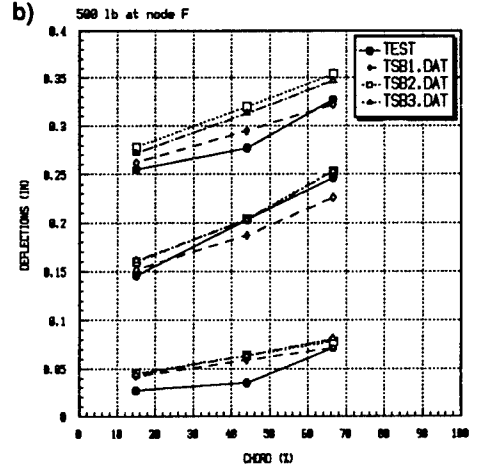 b)
500 lb at node F
0.4
0.35
0.3
0.25
0.2
0.15
0.1
0.05
0
DEFLECTIONS (IN)
TEST
TSB1.DAT
TSB2.DAT
TSB3.DAT
0 10 20 30 40 50 60 70 80 90 100
CHORD (%)